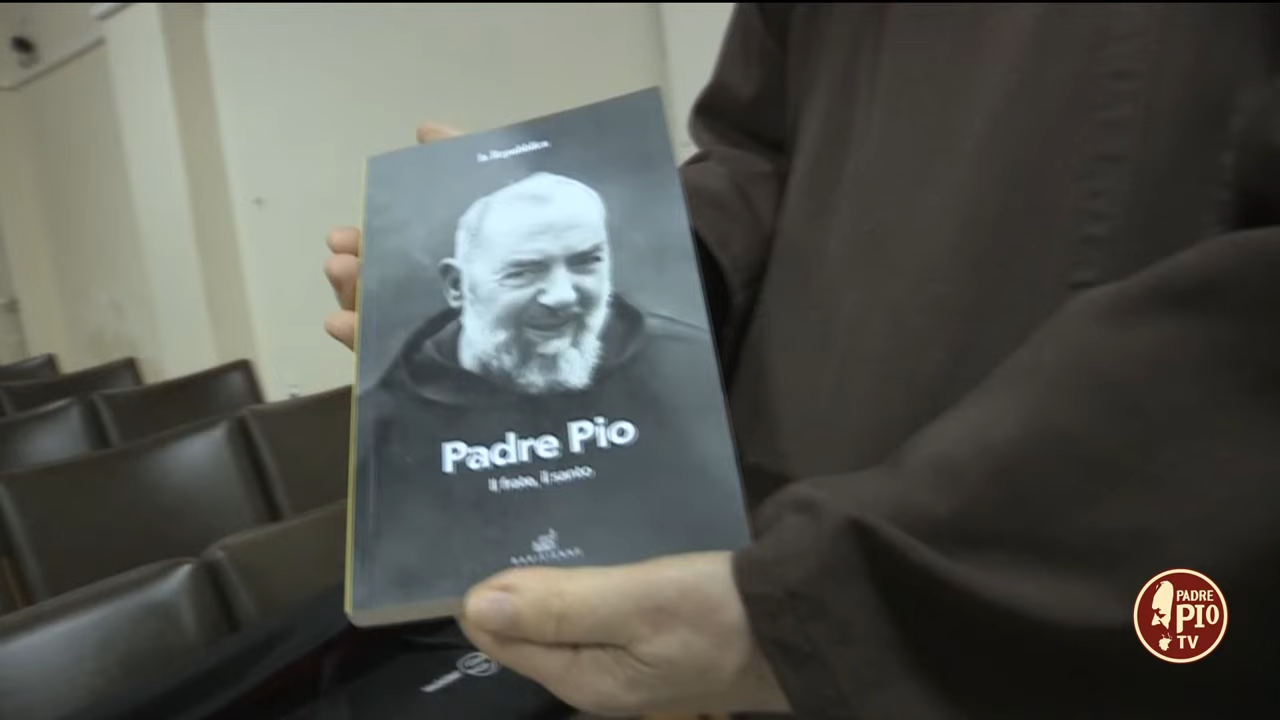 la Repubblica
Padre Pio
Il frate, il santo
PADRE
PIO
TV